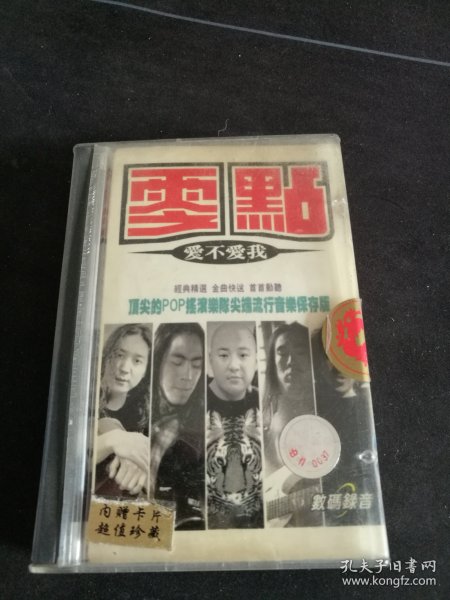 零點
愛不愛我
經典精選 金曲快送 首首動聽
頂尖的POP搖滾樂隊尖端流行音樂保存版
數碼錄音
內贈卡片
超值珍藏
孔夫子旧书网
www.kongfz.com